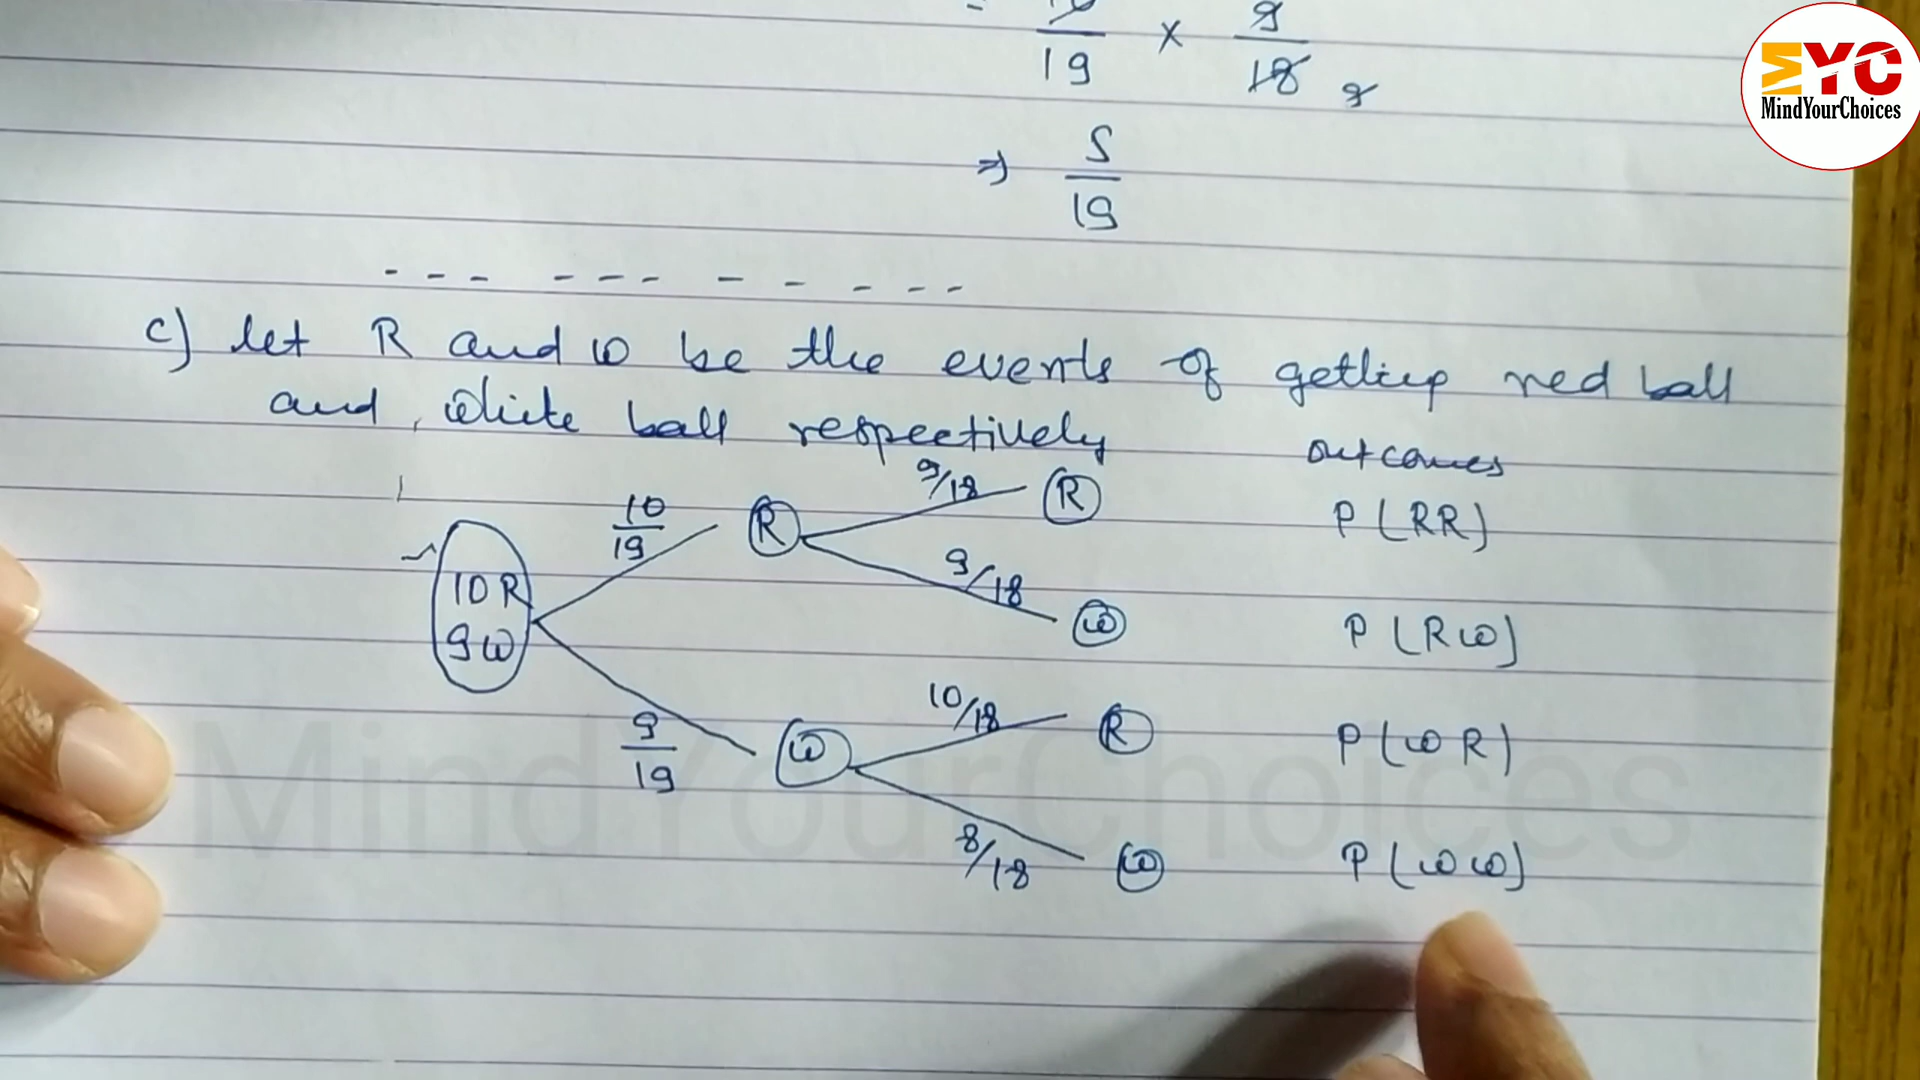 = 10/19 × 9/18 2
MYC
MindYourChoices
⇒ 5/19
- - - - - - - - - - -
c) let R and W be the events of getting red ball
and, white ball respectively
outcomes
10/19 R 9/18 R P(RR)
10R
9W
9/18 W P(RW)
9/19 W 10/18 R P(WR)
8/18 W P(WW)
MindYourChoices